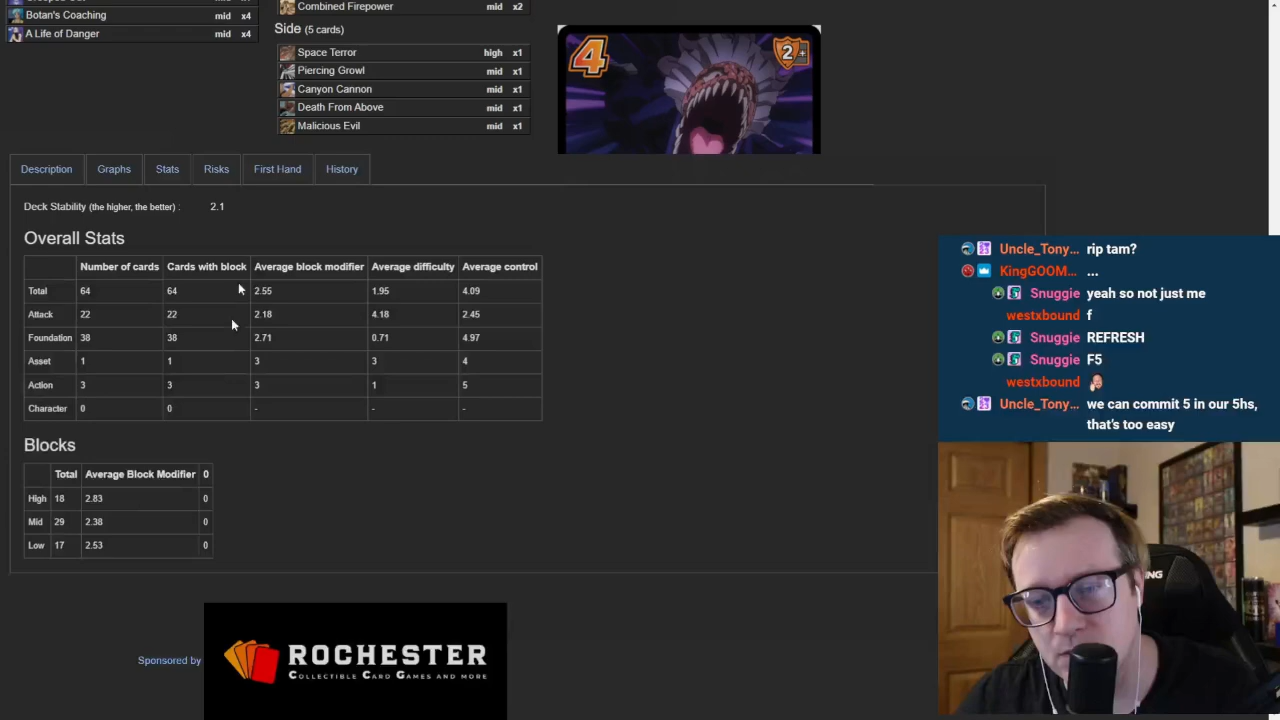 Botan's Coaching mid x4
A Life of Danger mid x4
Combined Firepower mid x2
Side (5 cards)
Space Terror high x1
Piercing Growl mid x1
Canyon Cannon mid x1
Death From Above mid x1
Malicious Evil mid x1
4
2
Description Graphs Stats Risks First Hand History
Deck Stability (the higher, the better) : 2.1
Overall Stats
Number of cards Cards with block Average block modifier Average difficulty Average control
Total 64 64 2.55 1.95 4.09
Attack 22 22 2.18 4.18 2.45
Foundation 38 38 2.71 0.71 4.97
Asset 1 1 3 3 4
Action 3 3 3 1 5
Character 0 0 - - -
Blocks
Total Average Block Modifier 0
High 18 2.83 0
Mid 29 2.38 0
Low 17 2.53 0
Sponsored by
ROCHESTER
COLLECTIBLE CARD GAMES AND MORE
Uncle_Tony... rip tam?
KingGOOM... ...
Snuggie yeah so not just me
westxbound f
Snuggie REFRESH
Snuggie F5
westxbound
Uncle_Tony... we can commit 5 in our 5hs,
that's too easy